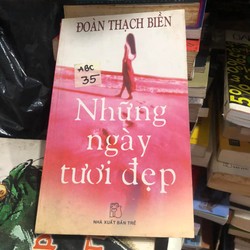 ĐOÀN THẠCH BIỀN
ABC
35
Những
ngày
tươi đẹp
NHÀ XUẤT BẢN TRẺ